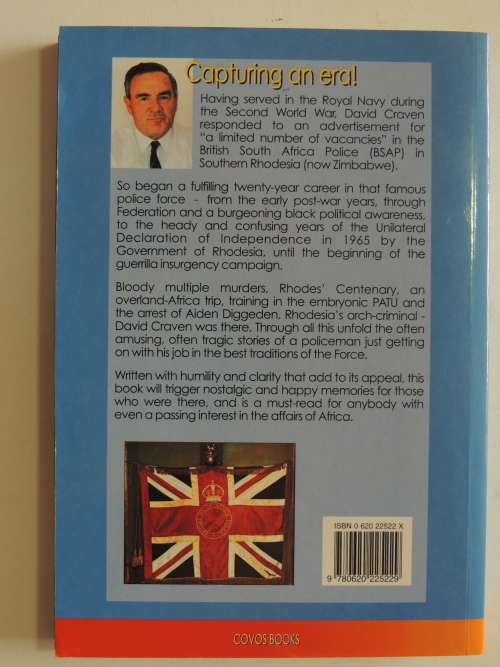 Capturing an era!
Having served in the Royal Navy during
the Second World War, David Craven
responded to an advertisement for
"a limited number of vacancies" in the
British South Africa Police (BSAP) in
Southern Rhodesia (now Zimbabwe).
So began a fulfilling twenty-year career in that famous
police force - from the early post-war years, through
Federation and a burgeoning black political awareness,
to the heady and confusing years of the Unilateral
Declaration of Independence in 1965 by the
Government of Rhodesia, until the beginning of the
guerrilla insurgency campaign.
Bloody multiple murders, Rhodes' Centenary, an
overland-Africa trip, training in the embryonic PATU and
the arrest of Aiden Diggeden, Rhodesia's arch-criminal -
David Craven was there. Through all this unfold the often
amusing, often tragic stories of a policeman just getting
on with his job in the best traditions of the Force.
Written with humility and clarity that add to its appeal, this
book will trigger nostalgic and happy memories for those
who were there, and is a must-read for anybody with
even a passing interest in the affairs of Africa.
ISBN 0 620 22522 X
9 780620 225229
COVOS BOOKS